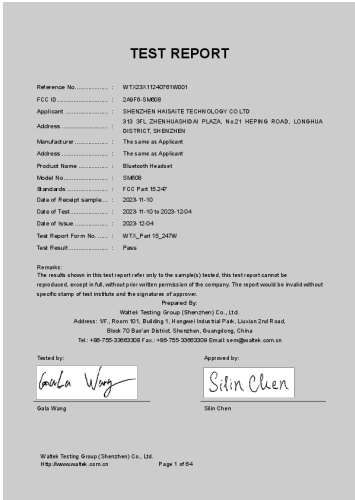 TEST REPORT
Reference No. : WTX23X11240761W001
FCC ID : 2A9F6-SM608
Applicant : SHENZHEN HAISAITE TECHNOLOGY CO LTD
Address : 313 3FL ZHENHUASHIDAI PLAZA, No.21 HEPING ROAD, LONGHUA
DISTRICT, SHENZHEN
Manufacturer : The same as Applicant
Address : The same as Applicant
Product Name : Bluetooth Headset
Model No. : SM608
Standards : FCC Part 15.247
Date of Receipt sample : 2023-11-10
Date of Test : 2023-11-10 to 2023-12-04
Date of Issue : 2023-12-04
Test Report Form No. : WTX_Part 15_247W
Test Result : Pass
Remarks:
The results shown in this test report refer only to the sample(s) tested, this test report cannot be
reproduced, except in full, without prior written permission of the company. The report would be invalid without
specific stamp of test institute and the signatures of approver.
Prepared By:
Waltek Testing Group (Shenzhen) Co., Ltd.
Address: 1/F., Room 101, Building 1, Hongwei Industrial Park, Liuxian 2nd Road,
Block 70 Bao'an District, Shenzhen, Guangdong, China
Tel.: +86-755-33663308 Fax.: +86-755-33663309 Email: sem@waltek.com.cn
Tested by: Approved by:
Gala Wang Silin Chen
Gala Wang Silin Chen
Waltek Testing Group (Shenzhen) Co., Ltd.
Http://www.waltek.com.cn Page 1 of 64